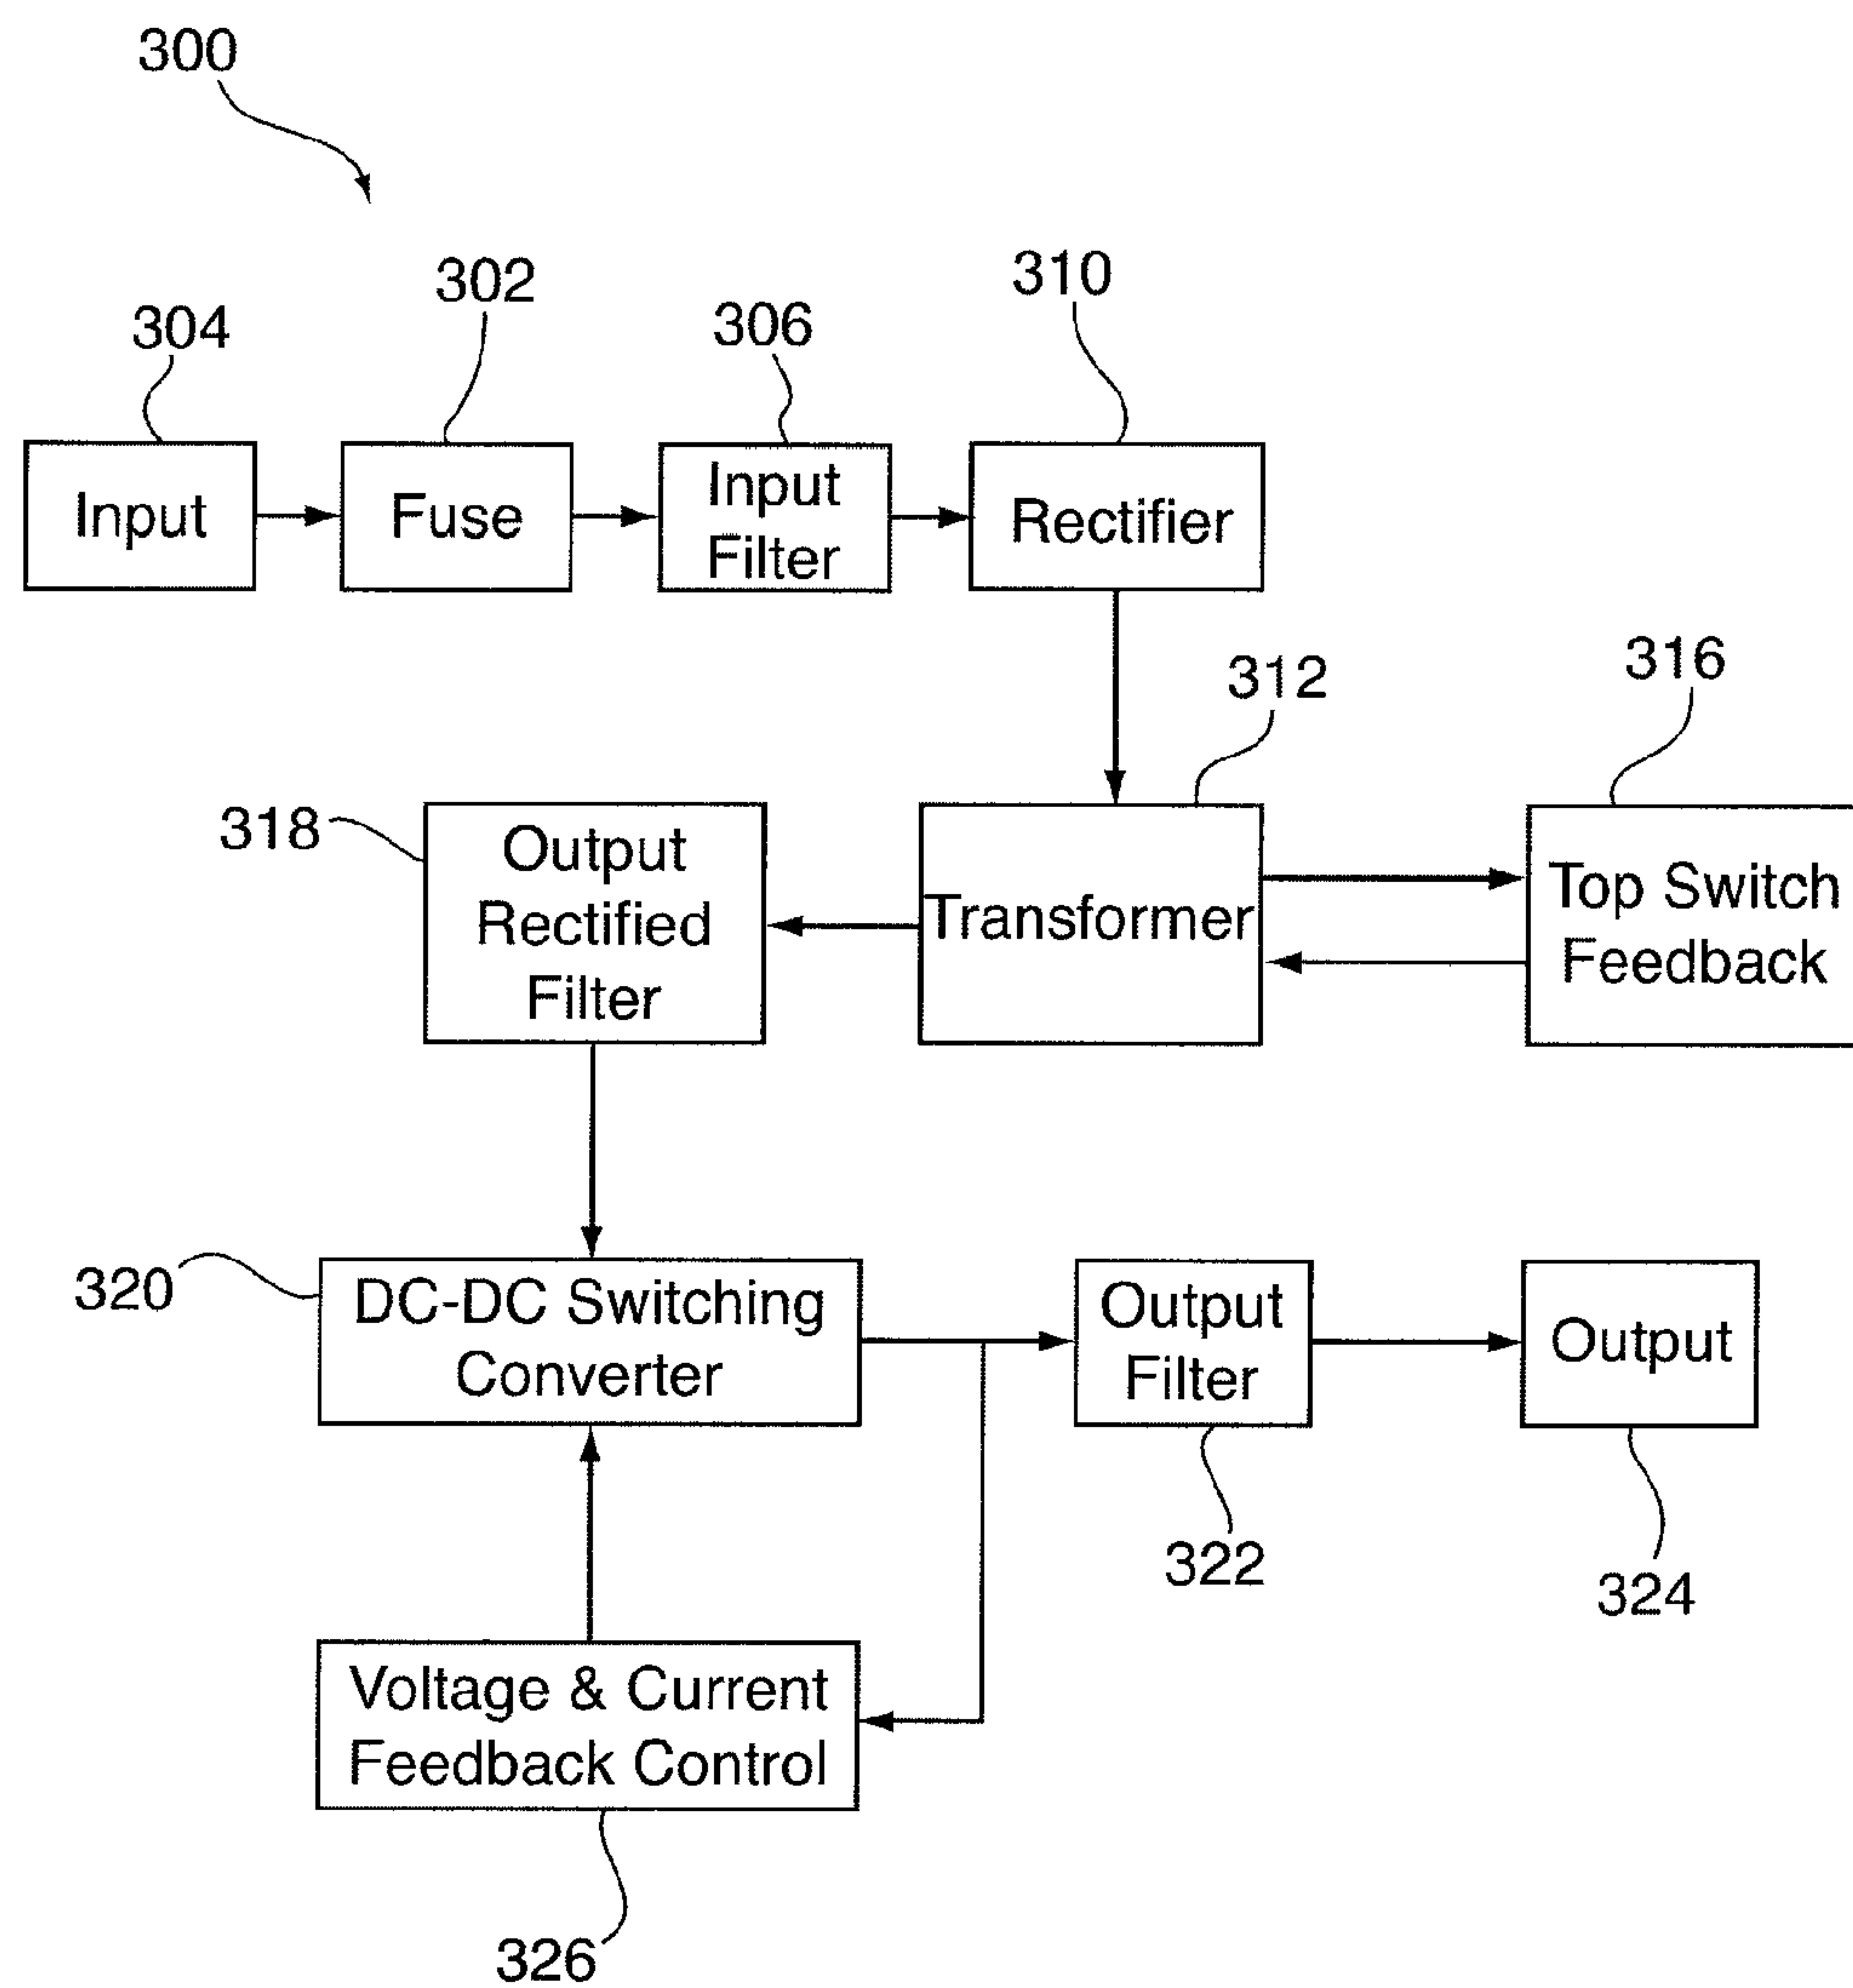 300
302
304
306
310
Input
Fuse
Input
Filter
Rectifier
312
316
318
Output
Rectified
Filter
Transformer
Top Switch
Feedback
320
DC-DC Switching
Converter
Output
Filter
Output
322
324
Voltage & Current
Feedback Control
326